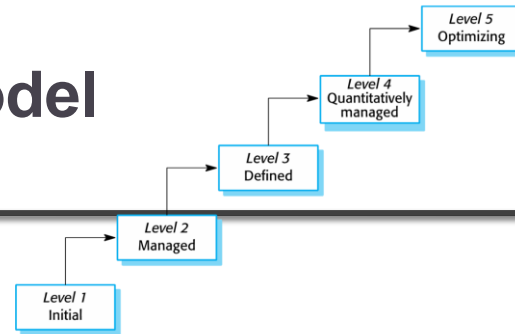 odel
Level 5
Optimizing
Level 4
Quantitatively
managed
Level 3
Defined
Level 2
Managed
Level 1
Initial